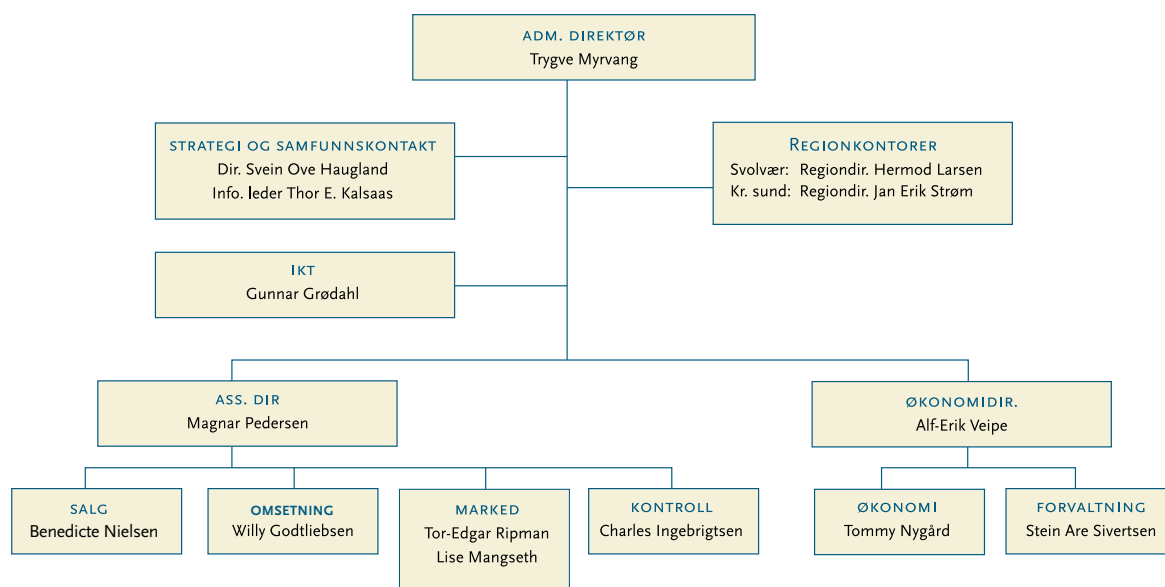 ADM. DIREKTØR
Trygve Myrvang
STRATEGI OG SAMFUNNSKONTAKT
Dir. Svein Ove Haugland
Info. leder Thor E. Kalsaas
REGIONKONTORER
Svolvær: Regiondir. Hermod Larsen
Kr. sund: Regiondir. Jan Erik Strøm
IKT
Gunnar Grødahl
ASS. DIR
Magnar Pedersen
ØKONOMIDIR.
Alf-Erik Veipe
SALG
Benedicte Nielsen
OMSETNING
Willy Godtliebsen
MARKED
Tor-Edgar Ripman
Lise Mangseth
KONTROLL
Charles Ingebrigtsen
ØKONOMI
Tommy Nygård
FORVALTNING
Stein Are Sivertsen